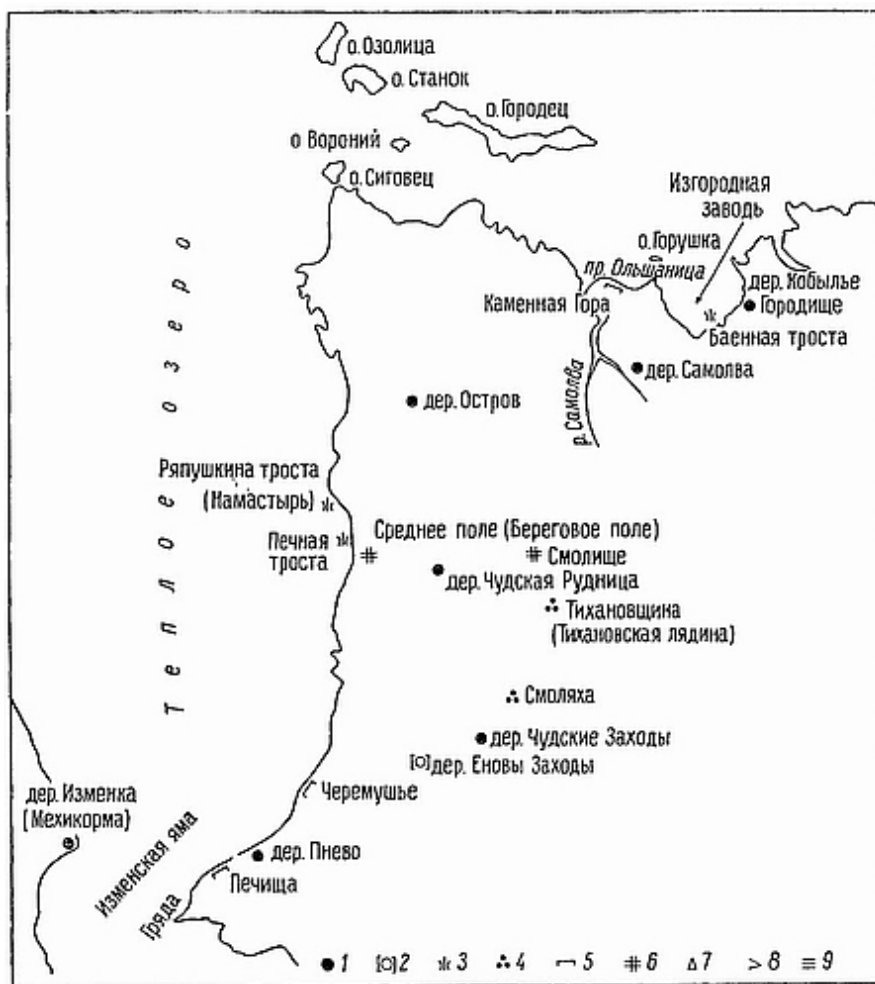 о. Озолица
о. Станок
о. Городец
о Вороний
о. Сиговец
Изгородная
заводь
о. Горушка
пр. Ольшаница
дер. Кобылье
Городище
Каменная Гора
Баенная троста
дер. Самолва
р. Самолва
дер. Остров
Теплое озеро
Ряпушкина троста
(Камастырь)
Среднее поле (Береговое поле)
Печная
троста
Смолище
дер. Чудская Рудница
Тихановщина
(Тихановская лядина)
Смоляха
дер. Чудские Заходы
дер. Еновы Заходы
Черемушье
дер. Изменка
(Мехикорма)
Изменская яма
дер. Пнево
Печища
Гряда
1 2 3 4 5 6 7 8 9